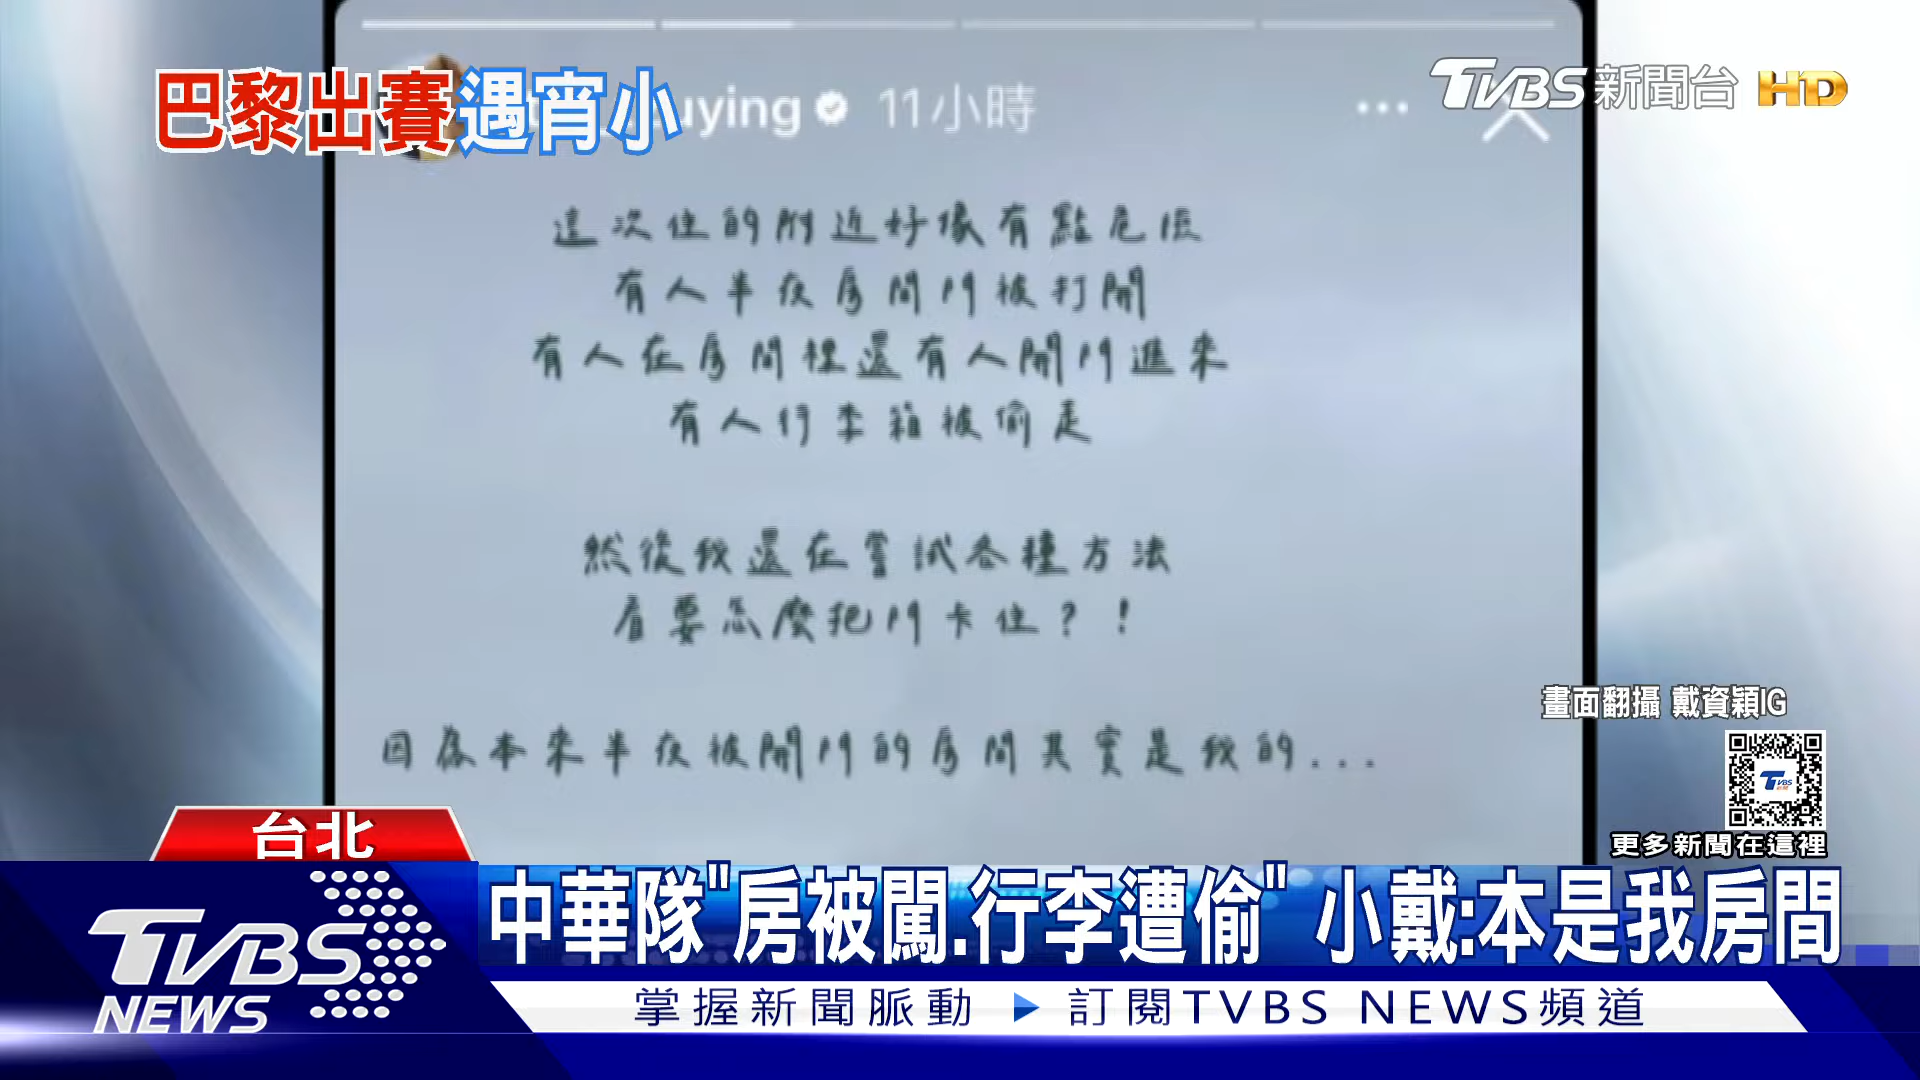 巴黎出賽遇宵小
uying 11小時
TVBS新聞台 HD
這次住的附近好像有點危險
有人半夜房間門被打開
有人在房間裡還有人開門進來
有人行李箱被偷走
然後我還在嘗試各種方法
看要怎麼把門卡住？！
因為本來半夜被開門的房間其實是我的...
畫面翻攝 戴資穎IG
TVBS
更多新聞在這裡
台北
中華隊"房被闖.行李遭偷" 小戴:本是我房間
TVBS NEWS
掌握新聞脈動 ▶ 訂閱TVBS NEWS頻道